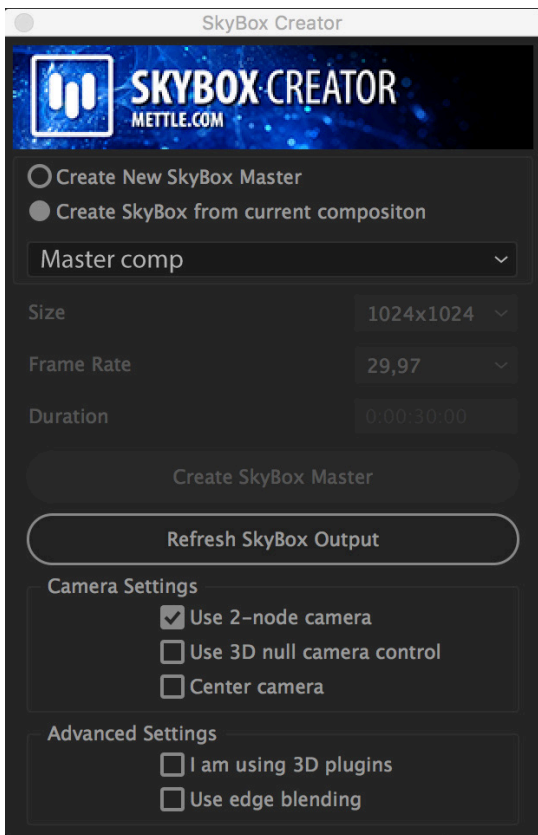 SkyBox Creator
SKYBOX CREATOR
METTLE.COM
Create New SkyBox Master
Create SkyBox from current compositon
Master comp
Size 1024x1024
Frame Rate 29,97
Duration 0:00:30:00
Create SkyBox Master
Refresh SkyBox Output
Camera Settings
Use 2-node camera
Use 3D null camera control
Center camera
Advanced Settings
I am using 3D plugins
Use edge blending